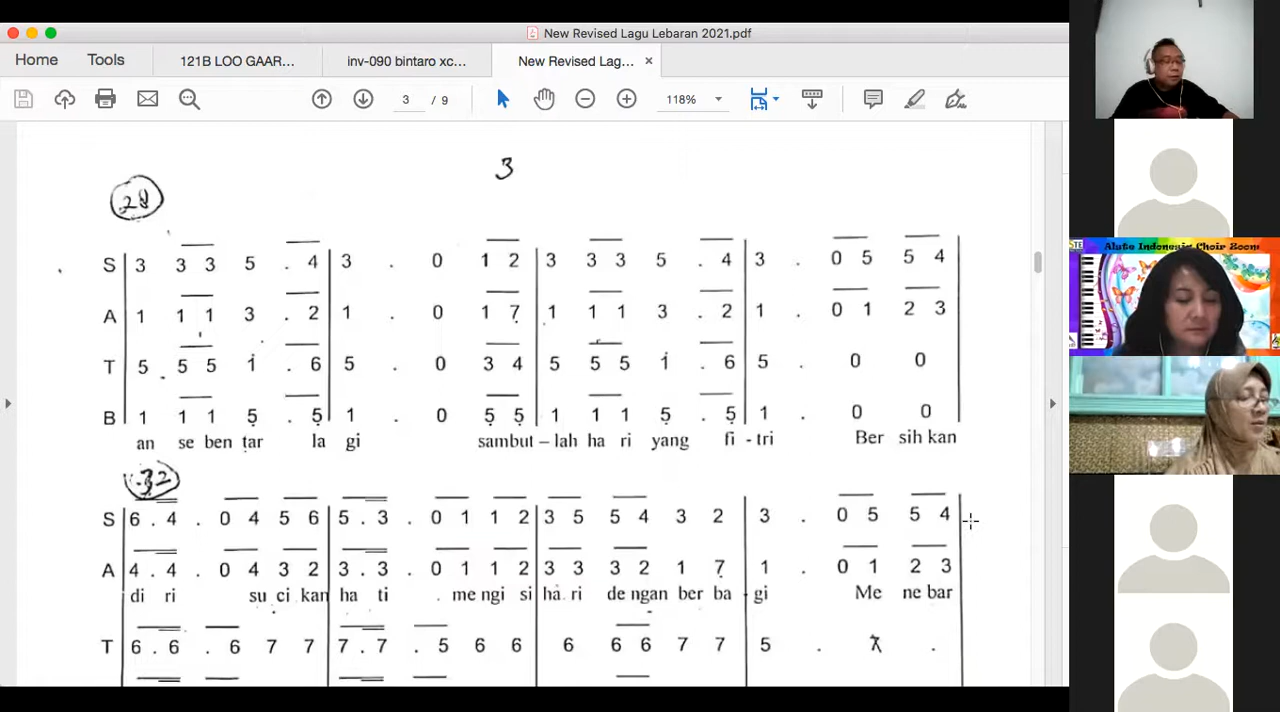 New Revised Lagu Lebaran 2021.pdf
Home Tools 121B LOO GAAR... inv-090 bintaro xc... New Revised Lag... ×
3 / 9 118%
3
28
S 3 3 3 5 . 4 3 . 0 1 2 3 3 3 5 . 4 3 . 0 5 5 4
A 1 1 1 3 . 2 1 . 0 1 7 1 1 1 3 . 2 1 . 0 1 2 3
T 5 5 5 1 . 6 5 . 0 3 4 5 5 5 1 . 6 5 . 0 0
B 1 1 1 5 . 5 1 . 0 5 5 1 1 1 5 . 5 1 . 0 0
an se ben tar la gi sambut – lah ha ri yang fi - tri Ber sih kan
32
S 6 . 4 . 0 4 5 6 5 . 3 . 0 1 1 2 3 5 5 4 3 2 3 . 0 5 5 4
A 4 . 4 . 0 4 3 2 3 . 3 . 0 1 1 2 3 3 3 2 1 7 1 . 0 1 2 3
di ri su ci kan ha ti me ngi si ha ri de ngan ber ba gi Me ne bar
T 6 . 6 . 6 7 7 7 . 7 . 5 6 6 6 6 6 7 7 5 . .
Indonesia Choir Zoom